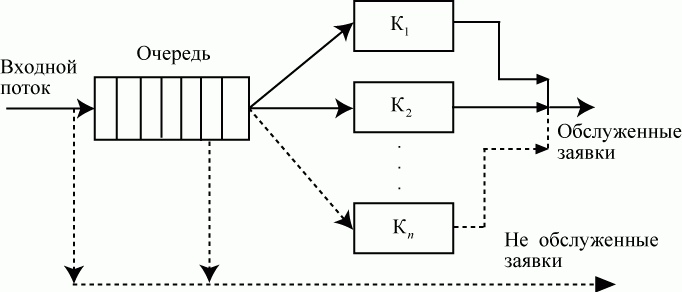 Входной
поток
Очередь
К1
К2
Кn
Обслуженные
заявки
Не обслуженные
заявки